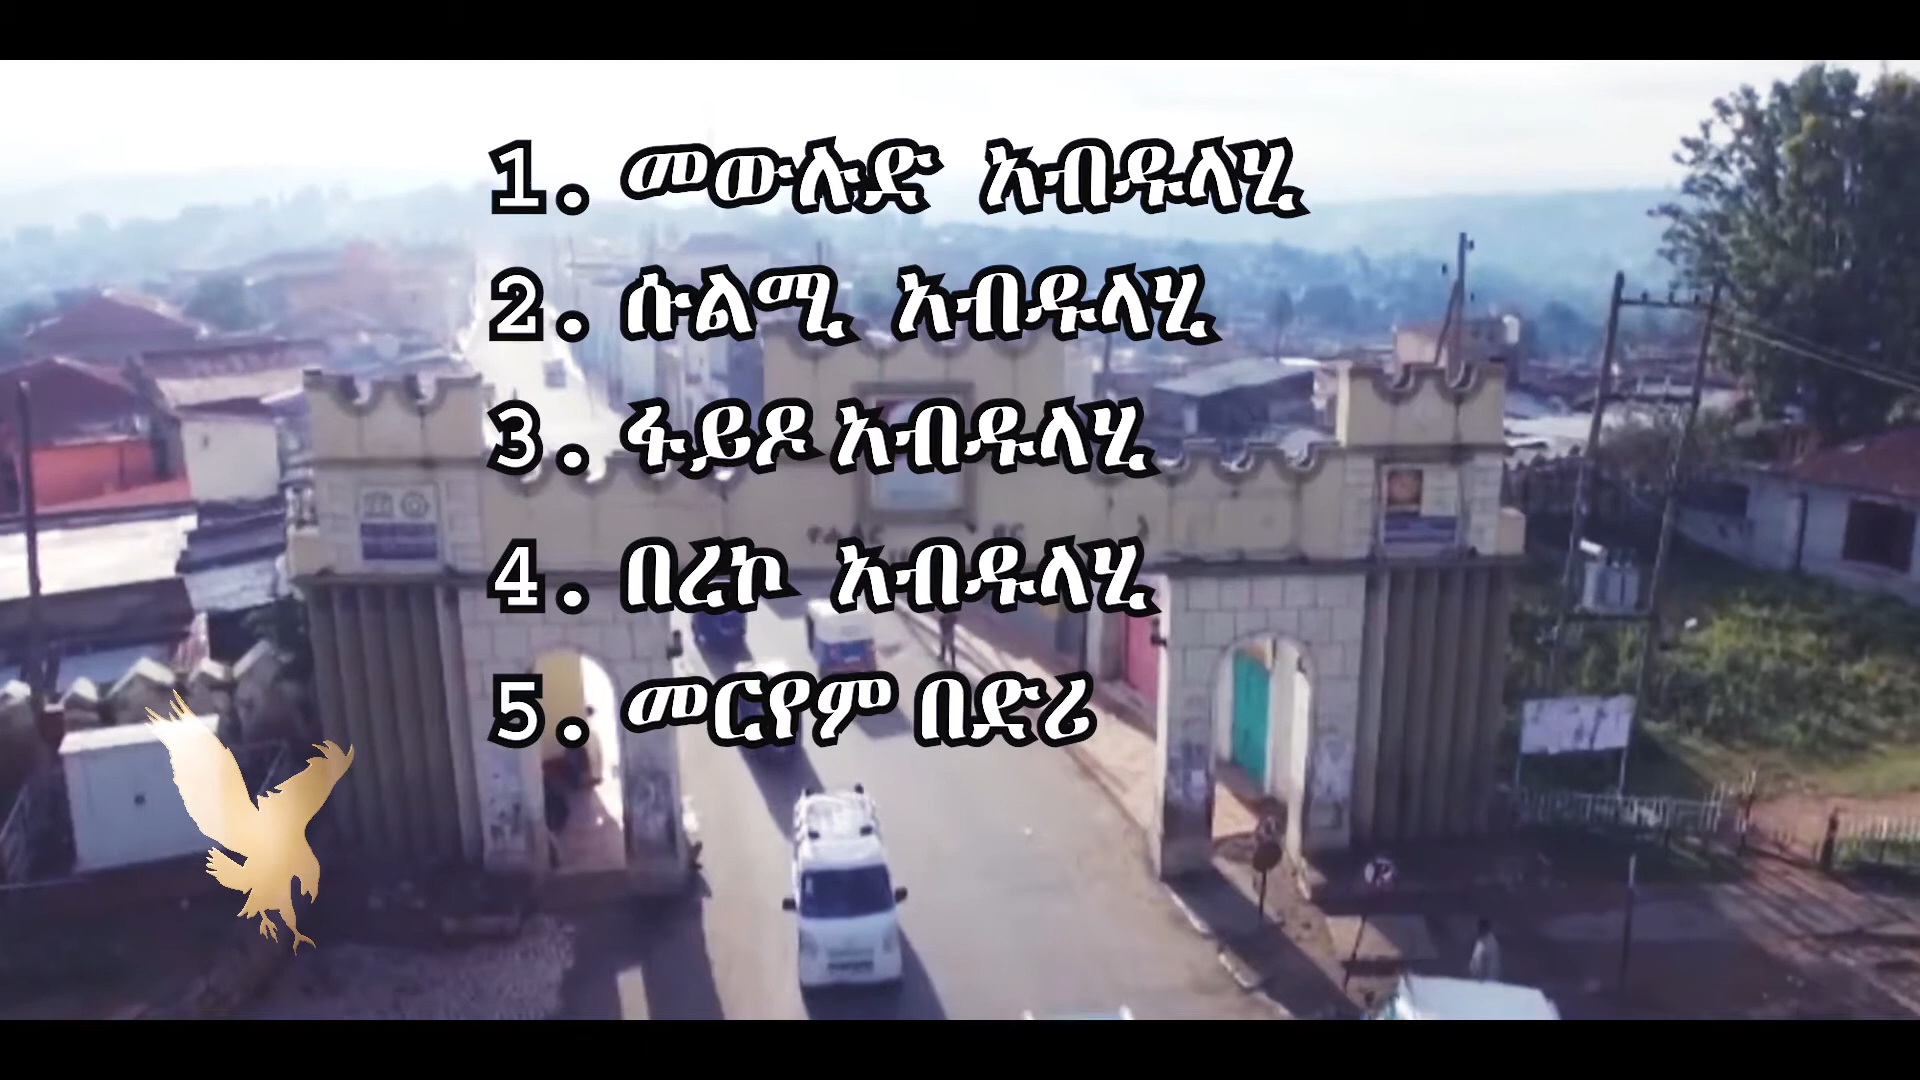 1. መውሉድ አብዱላሂ
2. ሱልሚ አብዱላሂ
3. ፋይዶ አብዱላሂ
4. በረኮ አብዱላሂ
5. መርየም በድሪ